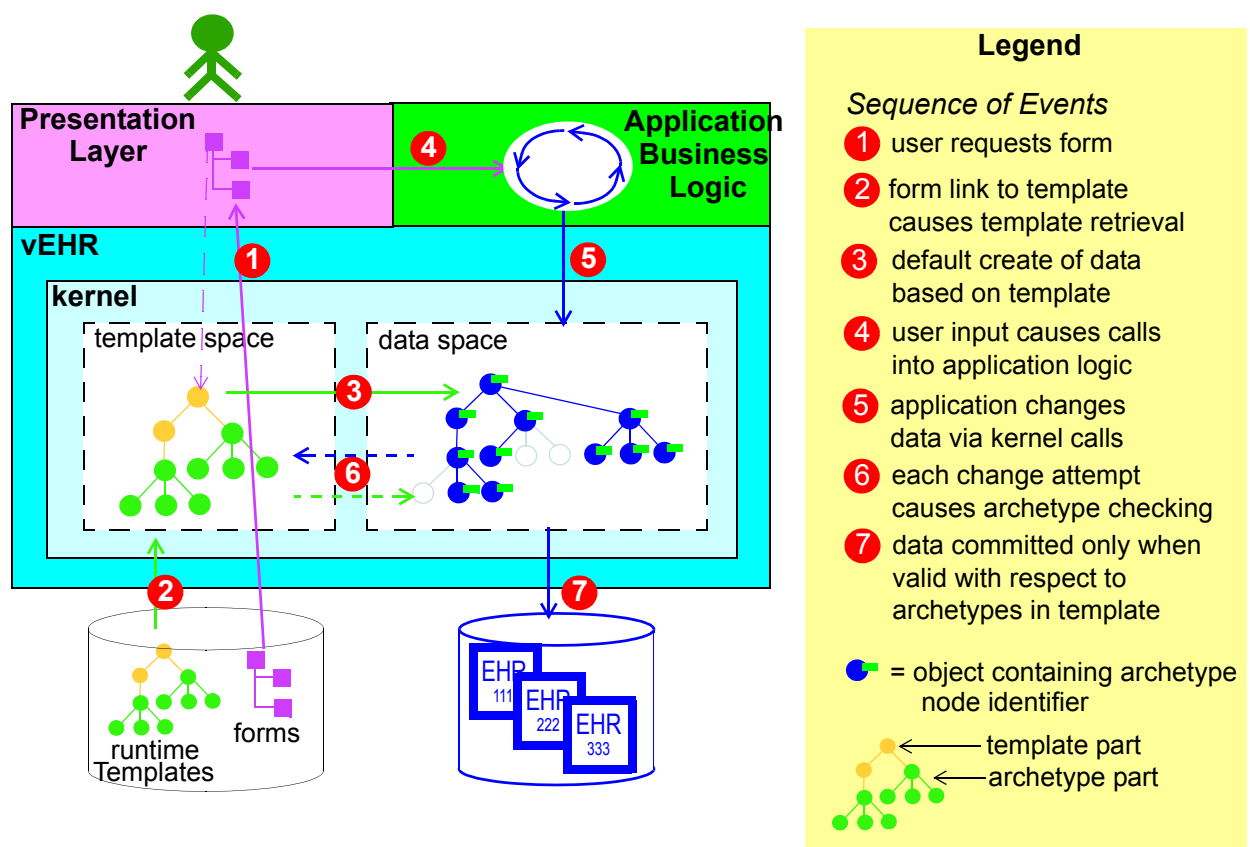 Presentation
Layer
4
Application
Business
Logic
vEHR
1
5
kernel
template space
data space
3
6
2
7
runtime
Templates
forms
EHR
111
EHR
222
EHR
333
Legend
Sequence of Events
1 user requests form
2 form link to template
causes template retrieval
3 default create of data
based on template
4 user input causes calls
into application logic
5 application changes
data via kernel calls
6 each change attempt
causes archetype checking
7 data committed only when
valid with respect to
archetypes in template
= object containing archetype
node identifier
template part
archetype part